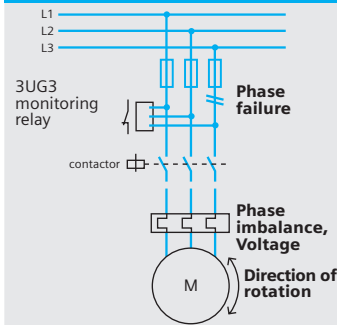 L1
L2
L3
3UG3
monitoring
relay
Phase
failure
contactor
Phase
imbalance,
Voltage
M
Direction of
rotation